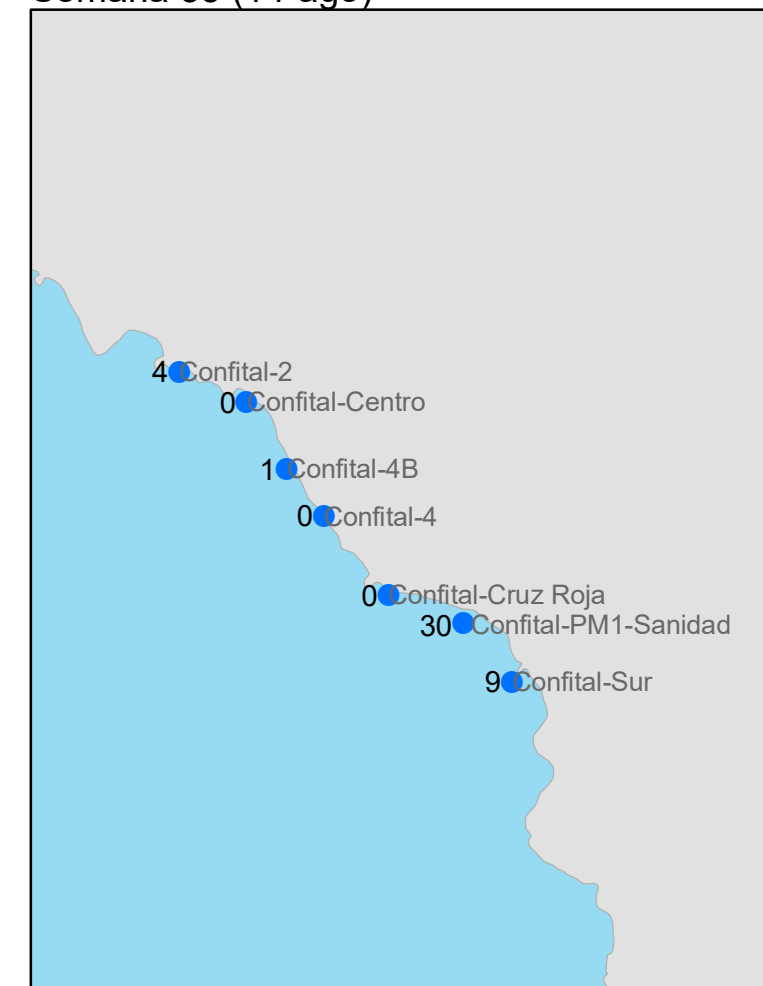 4 Confital-2
0 Confital-Centro
1 Confital-4B
0 Confital-4
0 Confital-Cruz Roja
30 Confital-PM1-Sanidad
9 Confital-Sur